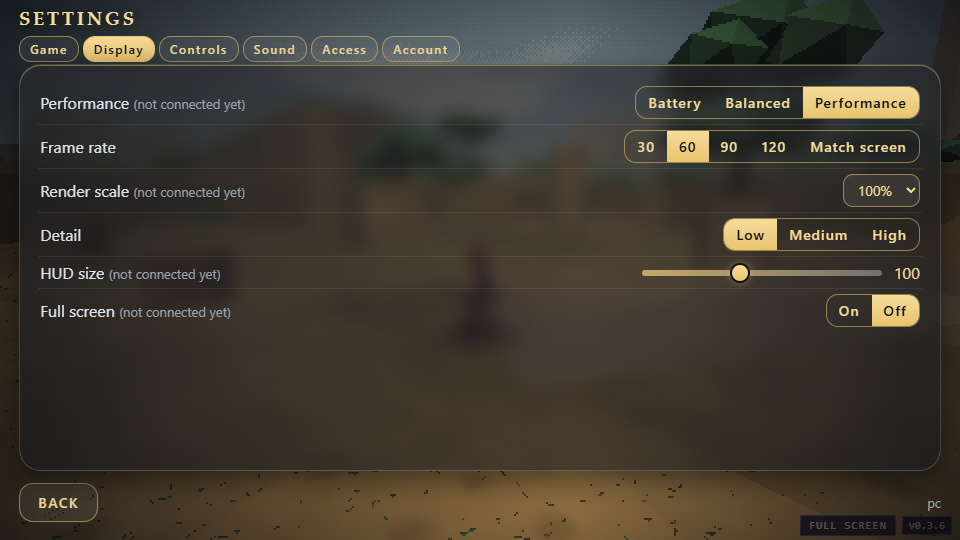 SETTINGS
Game Display Controls Sound Access Account
Performance (not connected yet) Battery Balanced Performance
Frame rate 30 60 90 120 Match screen
Render scale (not connected yet) 100%
Detail Low Medium High
HUD size (not connected yet) 100
Full screen (not connected yet) On Off
BACK
pc
FULL SCREEN v0.3.6